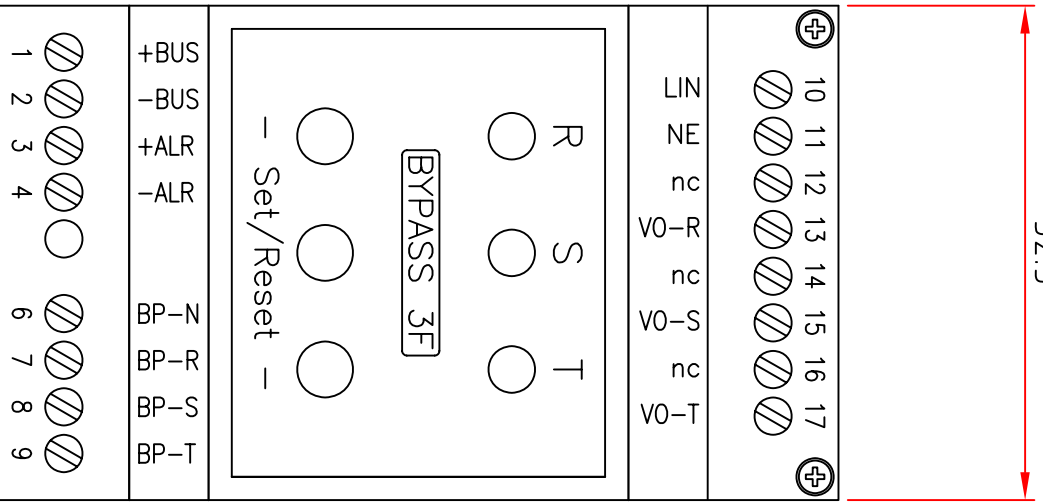 1 +BUS
2 -BUS
3 +ALR
4 -ALR
6 BP-N
7 BP-R
8 BP-S
9 BP-T
- Set/Reset -
BYPASS 3F
R S T
LIN 10
NE 11
nc 12
VO-R 13
nc 14
VO-S 15
nc 16
VO-T 17